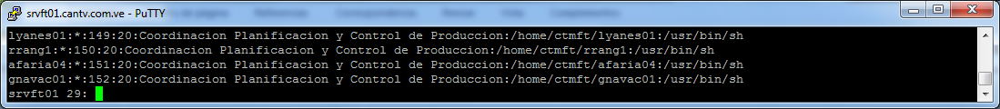 srvft01.cantv.com.ve - PuTTY
lyanes01:*:149:20:Coordinacion Planificacion y Control de Produccion:/home/ctmft/lyanes01:/usr/bin/sh
rrang1:*:150:20:Coordinacion Planificacion y Control de Produccion:/home/ctmft/rrang1:/usr/bin/sh
afaria04:*:151:20:Coordinacion Planificacion y Control de Produccion:/home/ctmft/afaria04:/usr/bin/sh
gnavac01:*:152:20:Coordinacion Planificacion y Control de Produccion:/home/ctmft/gnavac01:/usr/bin/sh
srvft01 29: